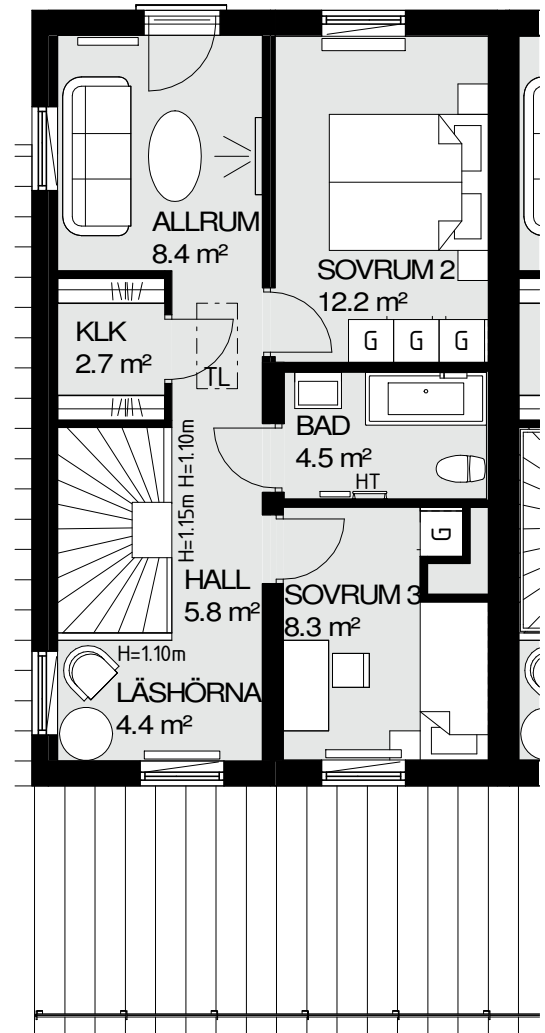 ALLRUM
8.4 m²
SOVRUM 2
12.2 m²
G G G
KLK
2.7 m²
TL
BAD
4.5 m²
HT
H=1.15m H=1.10m
G
HALL
5.8 m²
SOVRUM 3
8.3 m²
H=1.10m
LÄSHÖRNA
4.4 m²